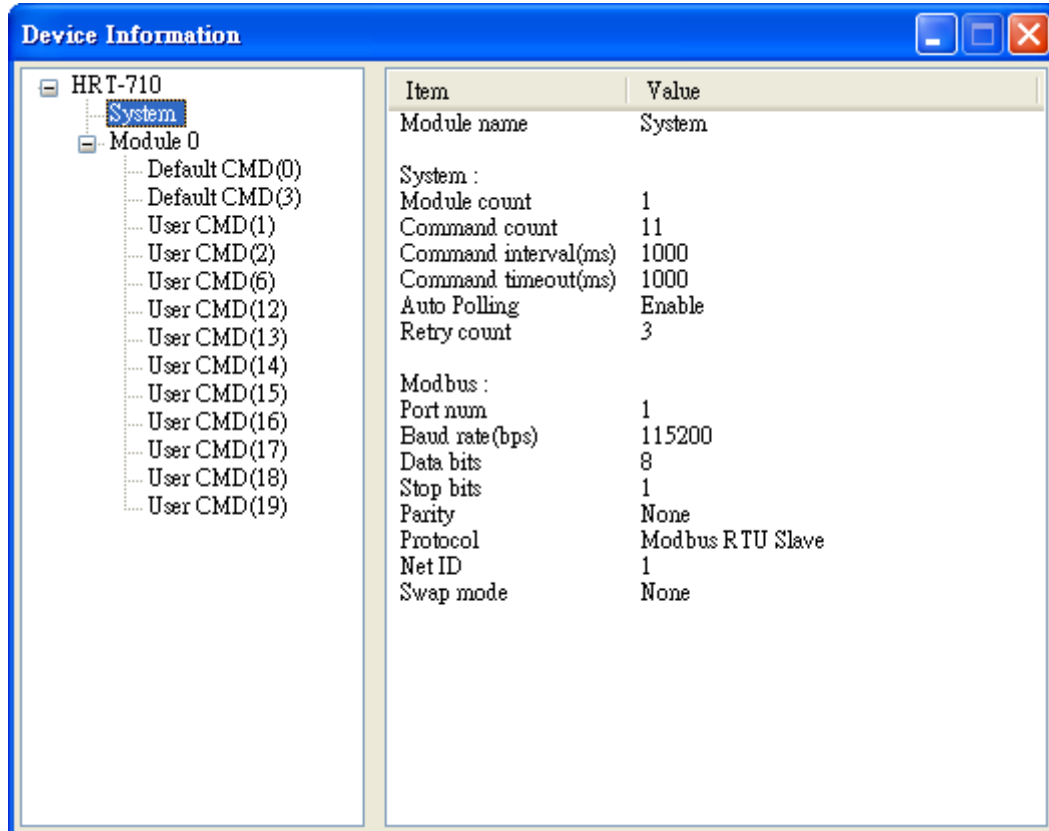 Device Information
HRT-710
System
Module 0
Default CMD(0)
Default CMD(3)
User CMD(1)
User CMD(2)
User CMD(6)
User CMD(12)
User CMD(13)
User CMD(14)
User CMD(15)
User CMD(16)
User CMD(17)
User CMD(18)
User CMD(19)
Item Value
Module name System
System :
Module count 1
Command count 11
Command interval(ms) 1000
Command timeout(ms) 1000
Auto Polling Enable
Retry count 3
Modbus :
Port num 1
Baud rate(bps) 115200
Data bits 8
Stop bits 1
Parity None
Protocol Modbus RTU Slave
Net ID 1
Swap mode None